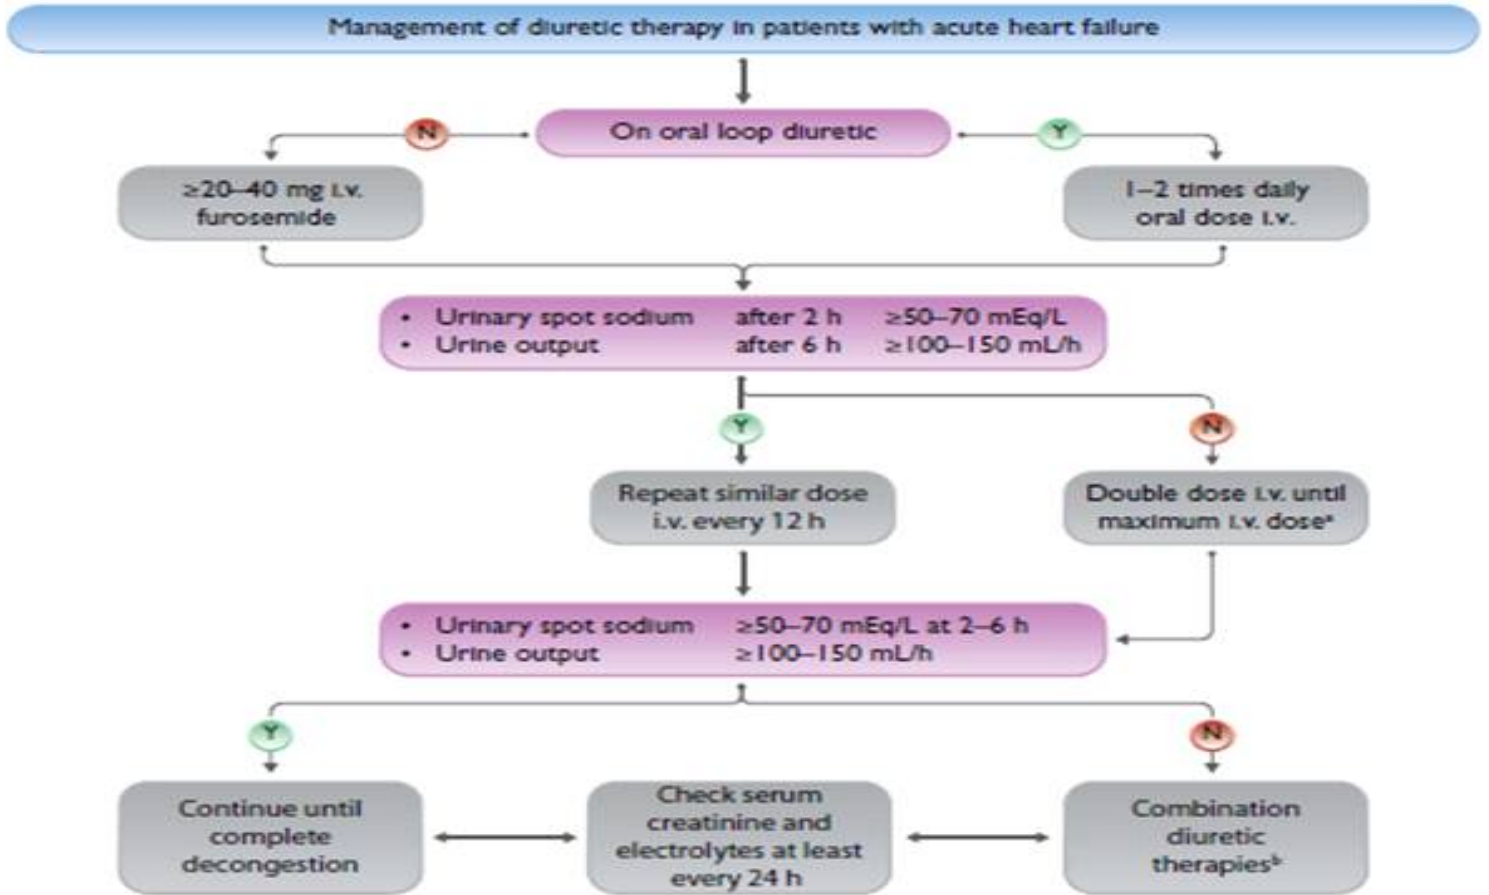 Management of diuretic therapy in patients with acute heart failure
N
On oral loop diuretic
Y
≥20–40 mg i.v.
furosemide
1–2 times daily
oral dose i.v.
• Urinary spot sodium after 2 h ≥50–70 mEq/L
• Urine output after 6 h ≥100–150 mL/h
Y
N
Repeat similar dose
i.v. every 12 h
Double dose i.v. until
maximum i.v. doseᵃ
• Urinary spot sodium ≥50–70 mEq/L at 2–6 h
• Urine output ≥100–150 mL/h
Y
N
Continue until
complete
decongestion
Check serum
creatinine and
electrolytes at least
every 24 h
Combination
diuretic
therapiesᵇ